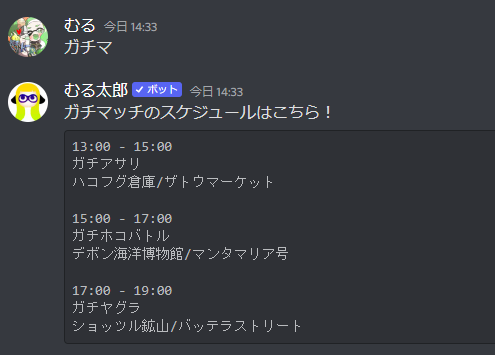 むる 今日 14:33
ガチマ
むる太郎 ✓ボット 今日 14:33
ガチマッチのスケジュールはこちら！
13:00 - 15:00
ガチアサリ
ハコフグ倉庫/ザトウマーケット
15:00 - 17:00
ガチホコバトル
デボン海洋博物館/マンタマリア号
17:00 - 19:00
ガチヤグラ
ショッツル鉱山/バッテラストリート